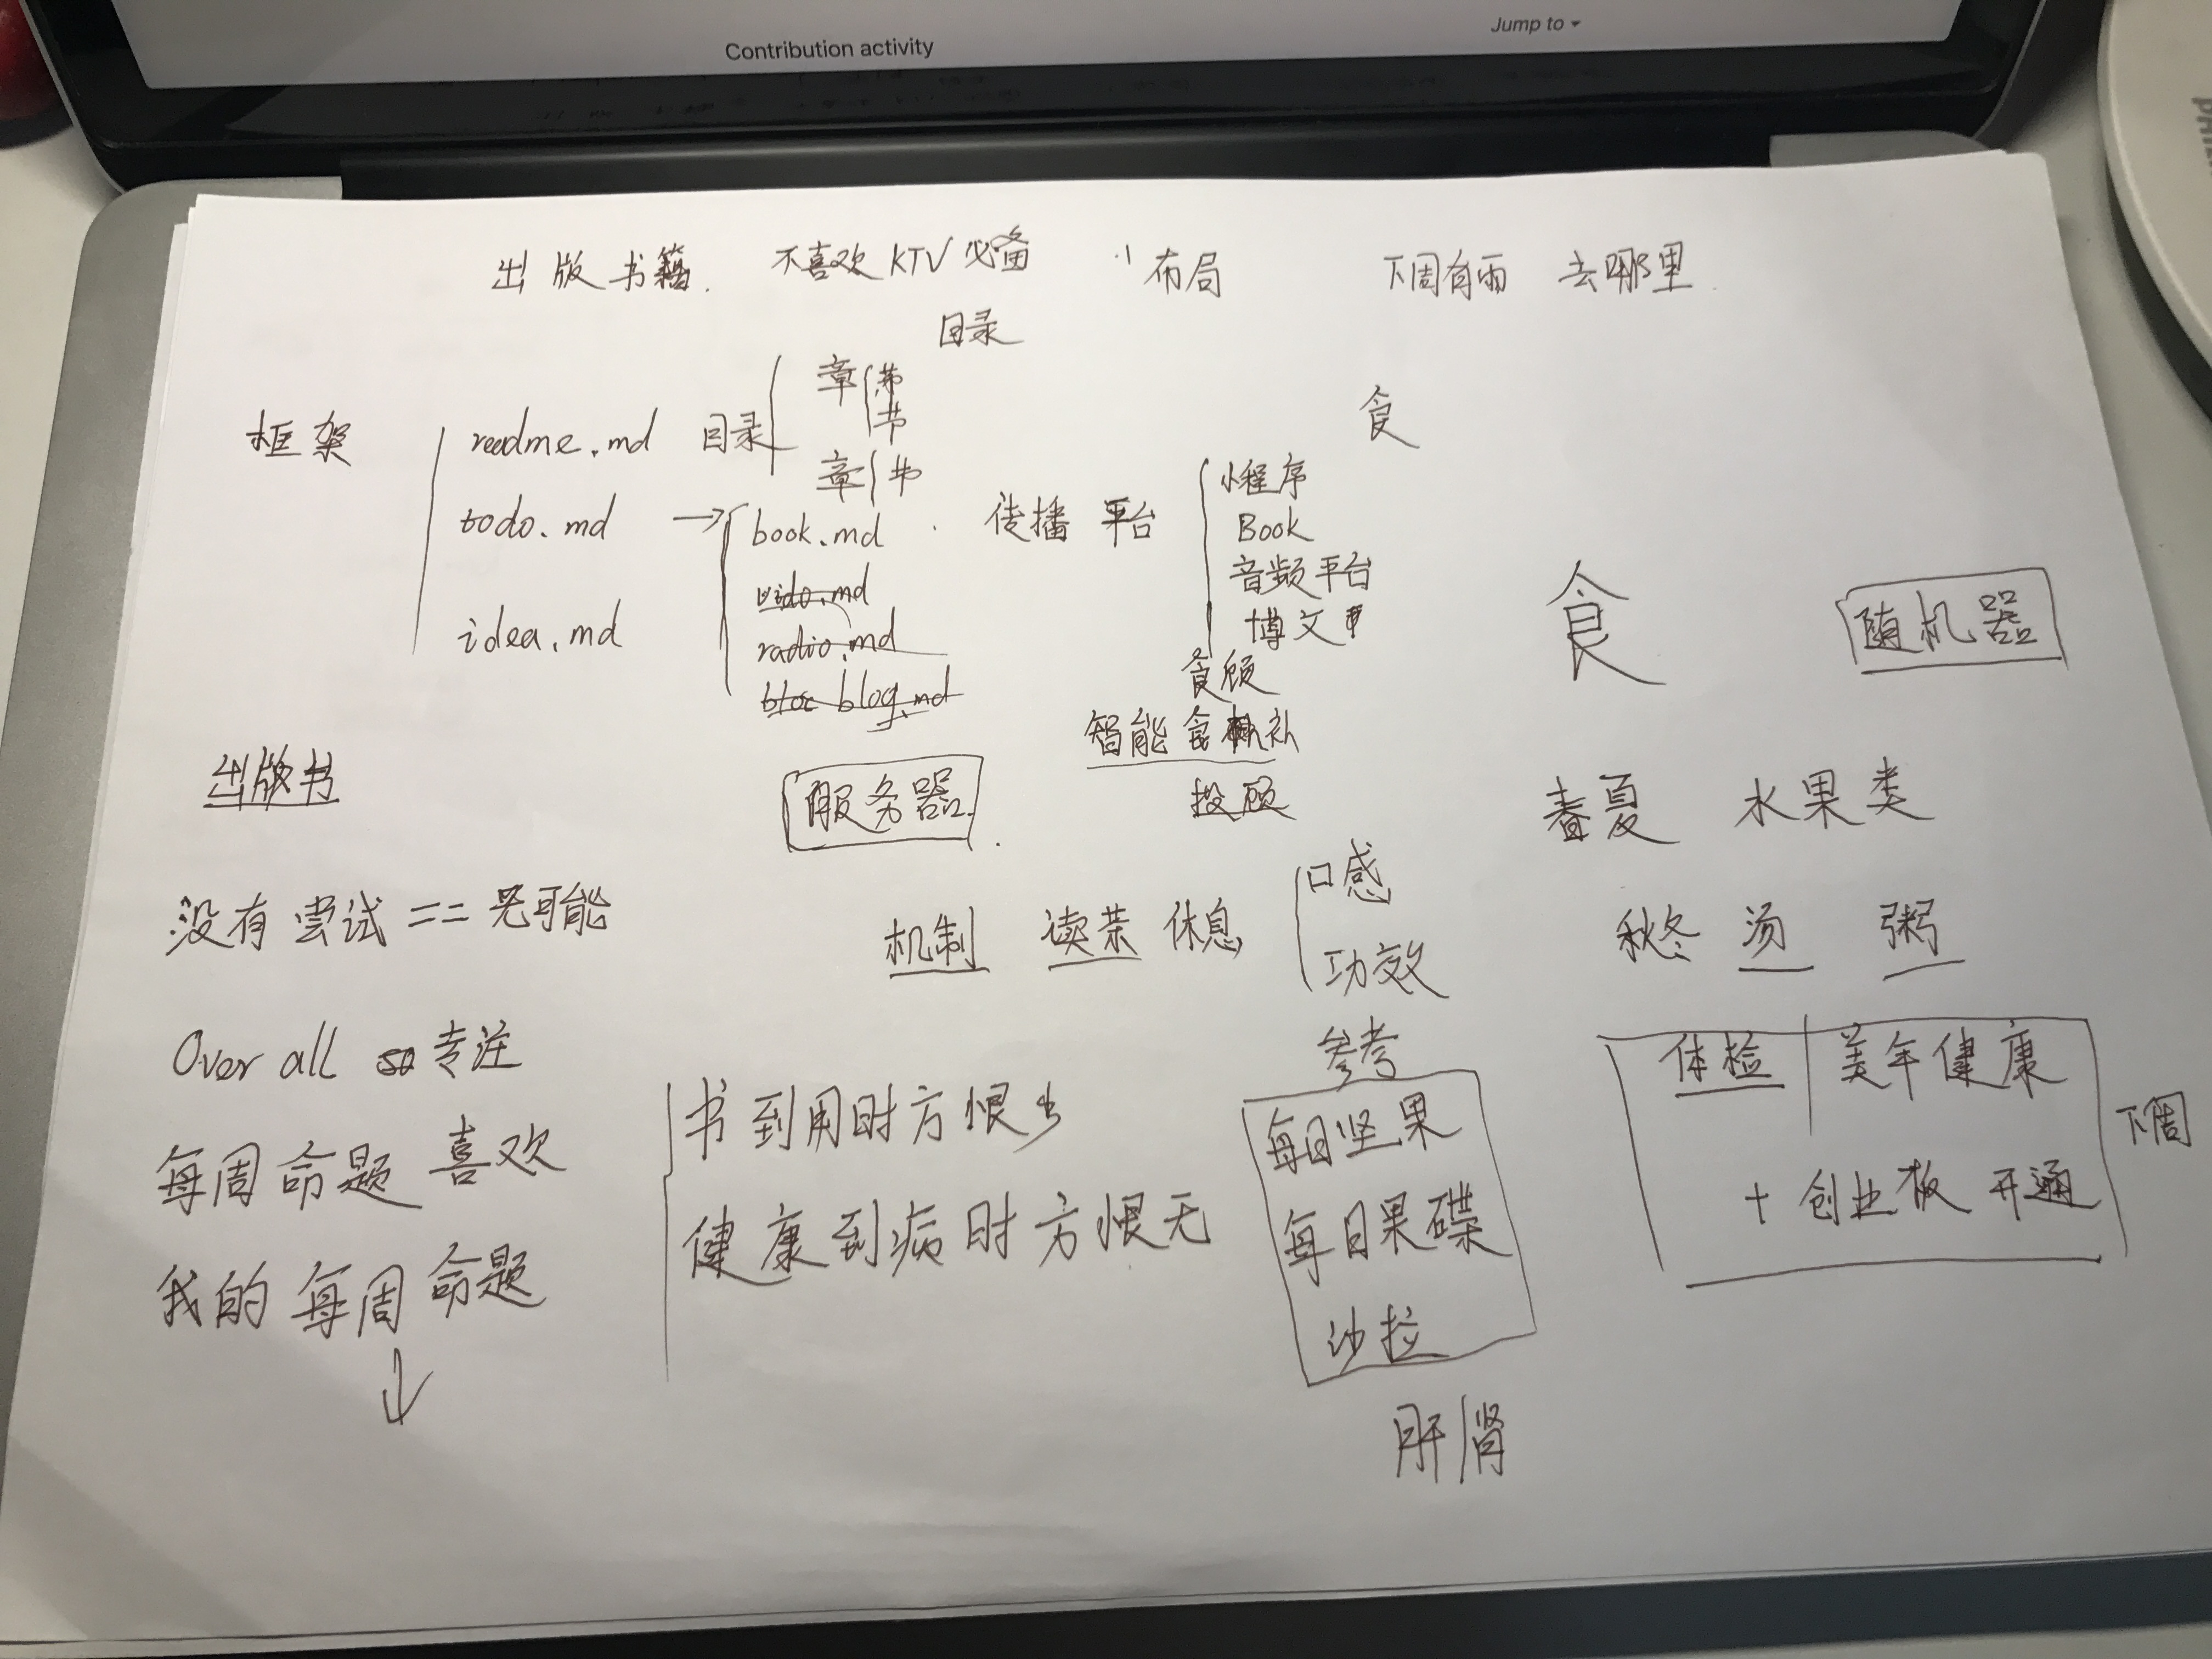 Jump to
Contribution activity
出版书籍. 不喜欢KTV必备 布局 下周有雨 去哪里
目录
框架 readme.md 目录 章 节
节
章 节
食
todo.md → book.md 传播平台 小程序
Book
音频平台
博文
idea.md
vido.md
radio.md
blog.md
食 随机器
食顾
智能食补
投顾
出版书
服务器
春夏 水果类
没有尝试 == 无可能
机制 读菜 休息 口感
功效
秋冬 汤 粥
Over all 专注
参考
体检 美年健康
+ 创业板开通
下周
每周命题 喜欢
我的每周命题
↓
书到用时方恨少
健康到病时方恨无
每日坚果
每日果碟
沙拉
肝肾